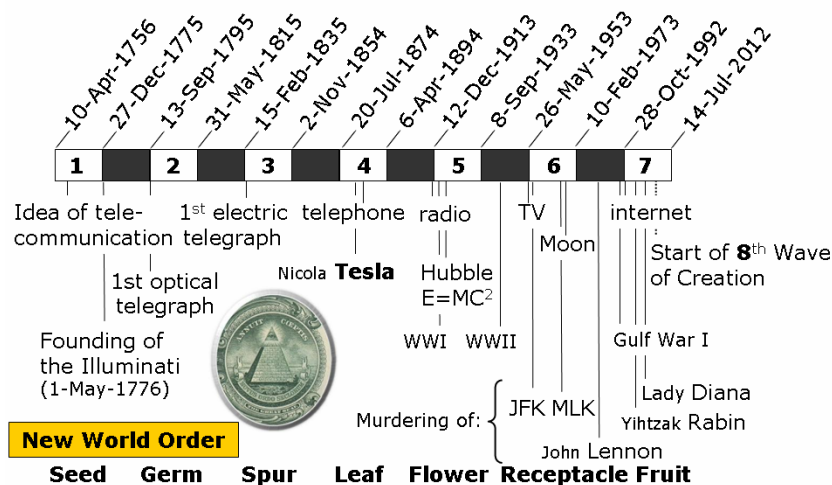 10-Apr-1756
27-Dec-1775
13-Sep-1795
31-May-1815
15-Feb-1835
2-Nov-1854
20-Jul-1874
6-Apr-1894
12-Dec-1913
8-Sep-1933
26-May-1953
10-Feb-1973
28-Oct-1992
14-Jul-2012
1 2 3 4 5 6 7
Idea of tele-
communication
1st electric
telegraph
telephone
radio
TV
internet
Moon
Start of 8th Wave
of Creation
1st optical
telegraph
Nicola Tesla
Hubble
E=MC2
ANNUIT CŒPTIS
Founding of
the Illuminati
(1-May-1776)
WWI
WWII
Gulf War I
Murdering of:
JFK
MLK
Lady Diana
Yihtzak Rabin
John Lennon
New World Order
Seed Germ Spur Leaf Flower Receptacle Fruit